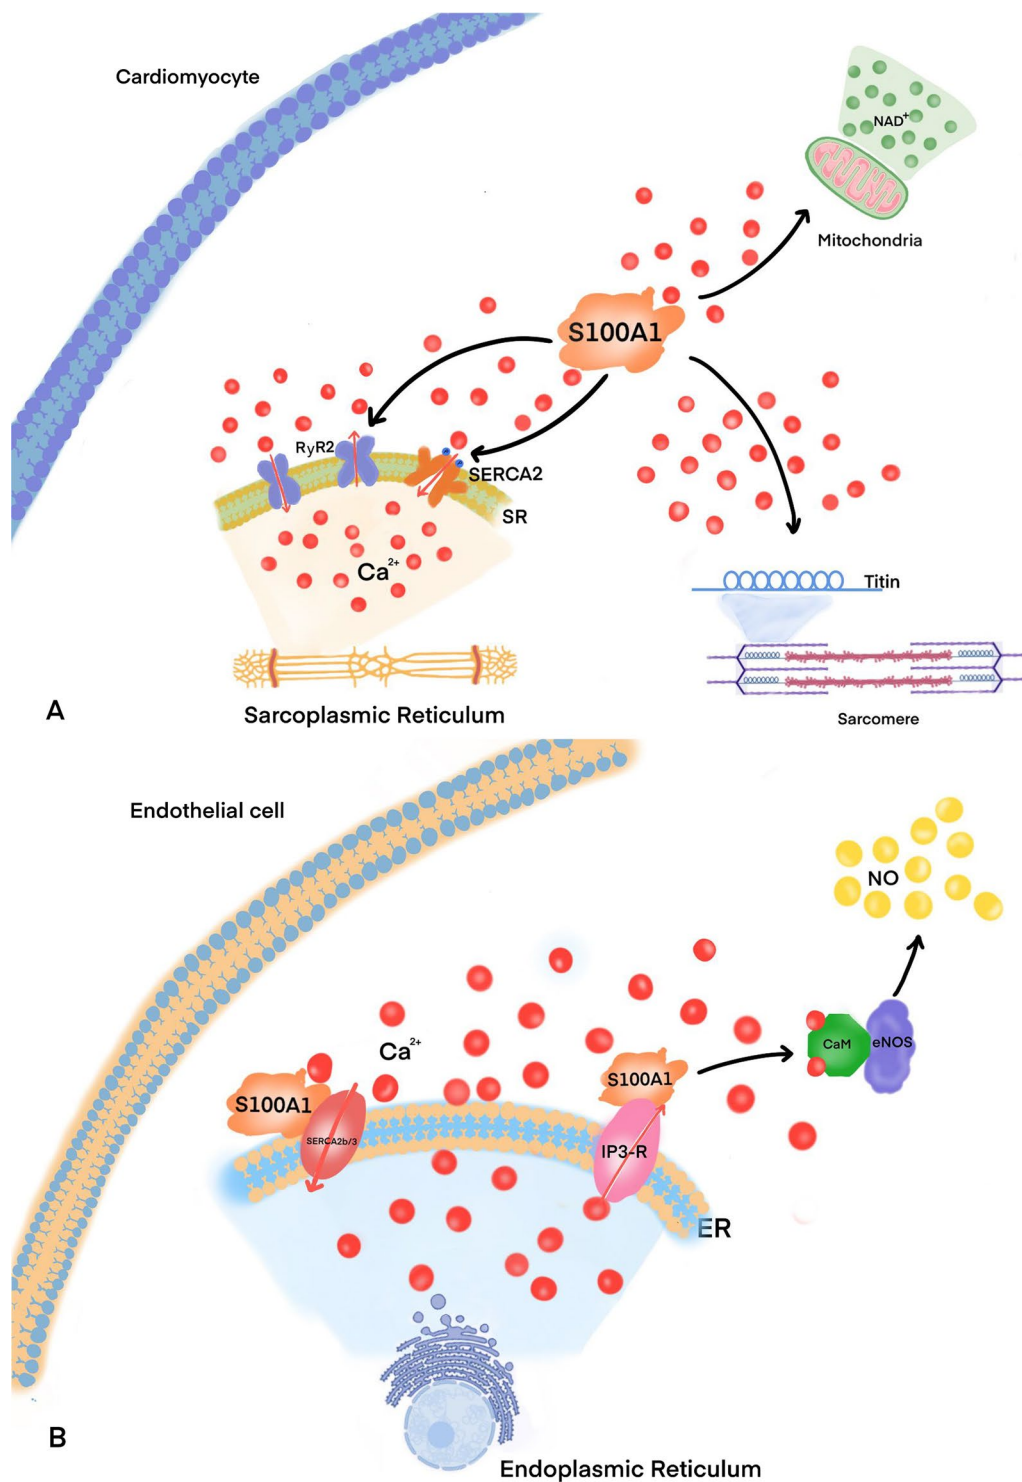 Cardiomyocyte
NAD+
Mitochondria
S100A1
RyR2
SERCA2
SR
Ca2+
Titin
A
Sarcoplasmic Reticulum
Sarcomere
Endothelial cell
NO
Ca2+
CaM
eNOS
S100A1
S100A1
SERCA2b/3
IP3-R
ER
B
Endoplasmic Reticulum